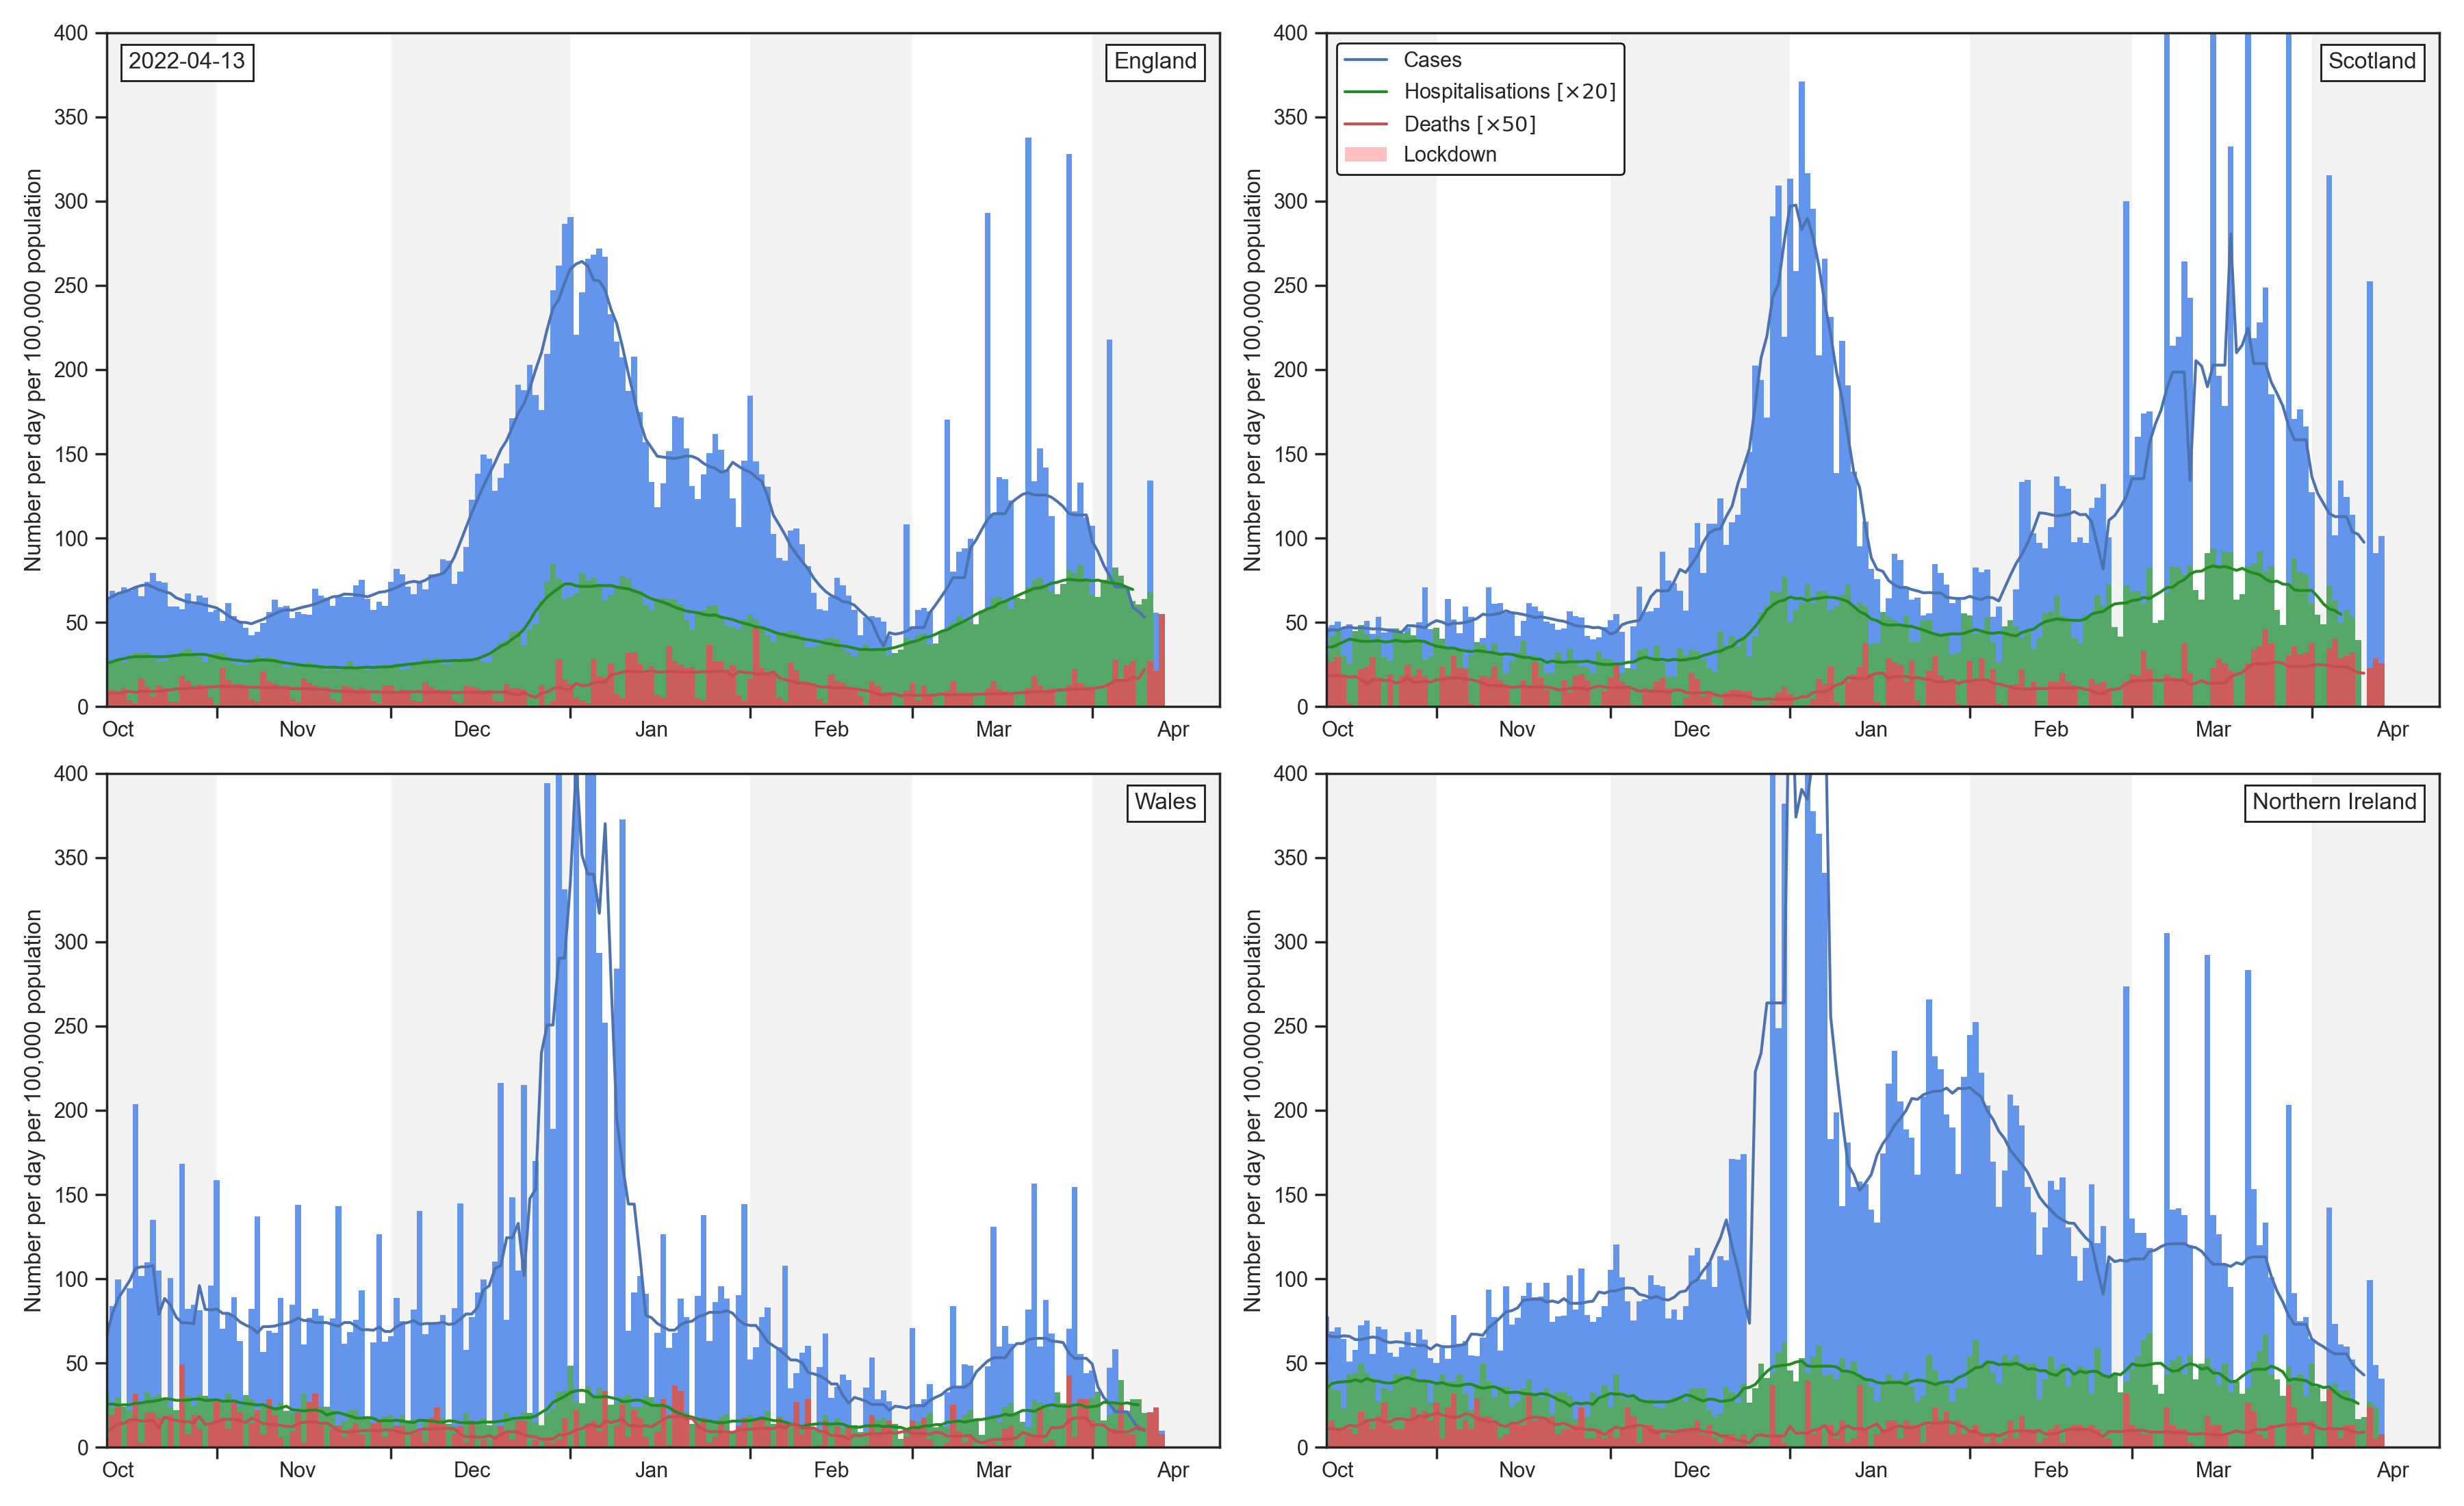 2022-04-13
England
Number per day per 100,000 population
400
350
300
250
200
150
100
50
0
Oct Nov Dec Jan Feb Mar Apr
Scotland
Cases
Hospitalisations [×20]
Deaths [×50]
Lockdown
Number per day per 100,000 population
400
350
300
250
200
150
100
50
0
Oct Nov Dec Jan Feb Mar Apr
Wales
Number per day per 100,000 population
400
350
300
250
200
150
100
50
0
Oct Nov Dec Jan Feb Mar Apr
Northern Ireland
Number per day per 100,000 population
400
350
300
250
200
150
100
50
0
Oct Nov Dec Jan Feb Mar Apr